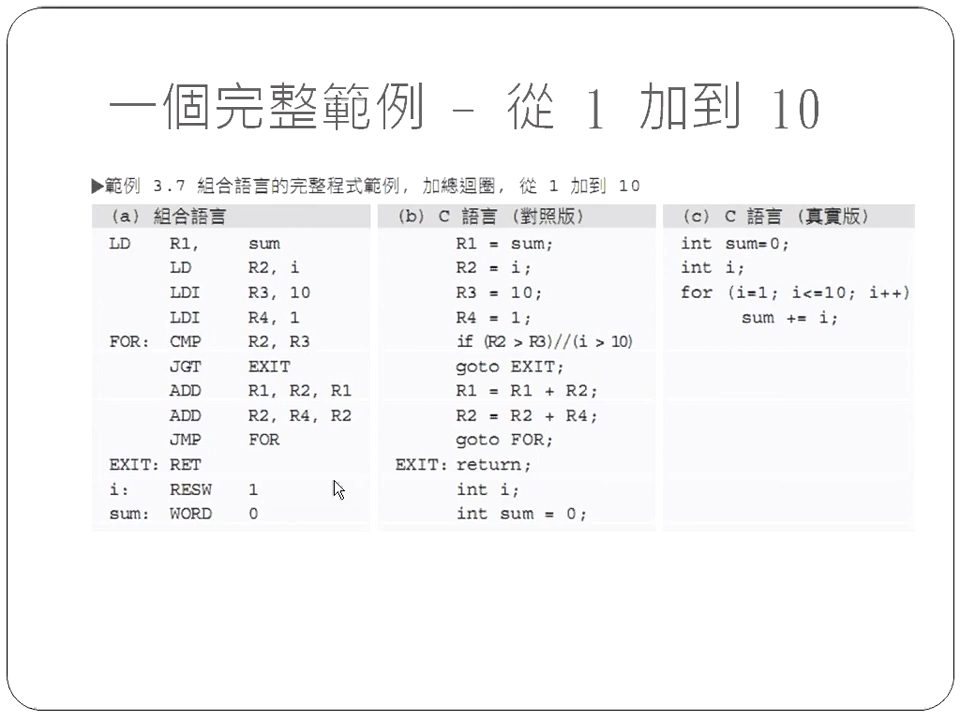 一個完整範例 - 從 1 加到 10
▶範例 3.7 組合語言的完整程式範例, 加總迴圈, 從 1 加到 10
(a) 組合語言 (b) C 語言 (對照版) (c) C 語言 (真實版)
LD R1, sum R1 = sum; int sum=0;
LD R2, i R2 = i; int i;
LDI R3, 10 R3 = 10; for (i=1; i<=10; i++)
LDI R4, 1 R4 = 1; sum += i;
FOR: CMP R2, R3 if (R2 > R3)//(i > 10)
JGT EXIT goto EXIT;
ADD R1, R2, R1 R1 = R1 + R2;
ADD R2, R4, R2 R2 = R2 + R4;
JMP FOR goto FOR;
EXIT: RET EXIT: return;
i: RESW 1 int i;
sum: WORD 0 int sum = 0;